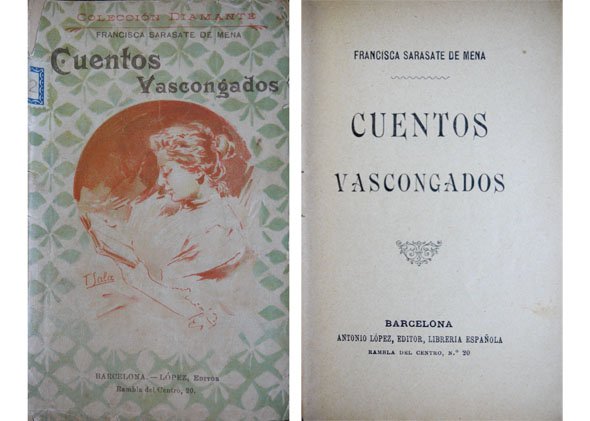 COLECCIÓN DIAMANTE
FRANCISCA SARASATE DE MENA
Cuentos
Vascongados
BARCELONA. — LÓPEZ, EDITOR
Rambla del Centro, 20.
FRANCISCA SARASATE DE MENA
CUENTOS
VASCONGADOS
BARCELONA
ANTONIO LÓPEZ, EDITOR, LIBRERIA ESPAÑOLA
RAMBLA DEL CENTRO, N.º 20